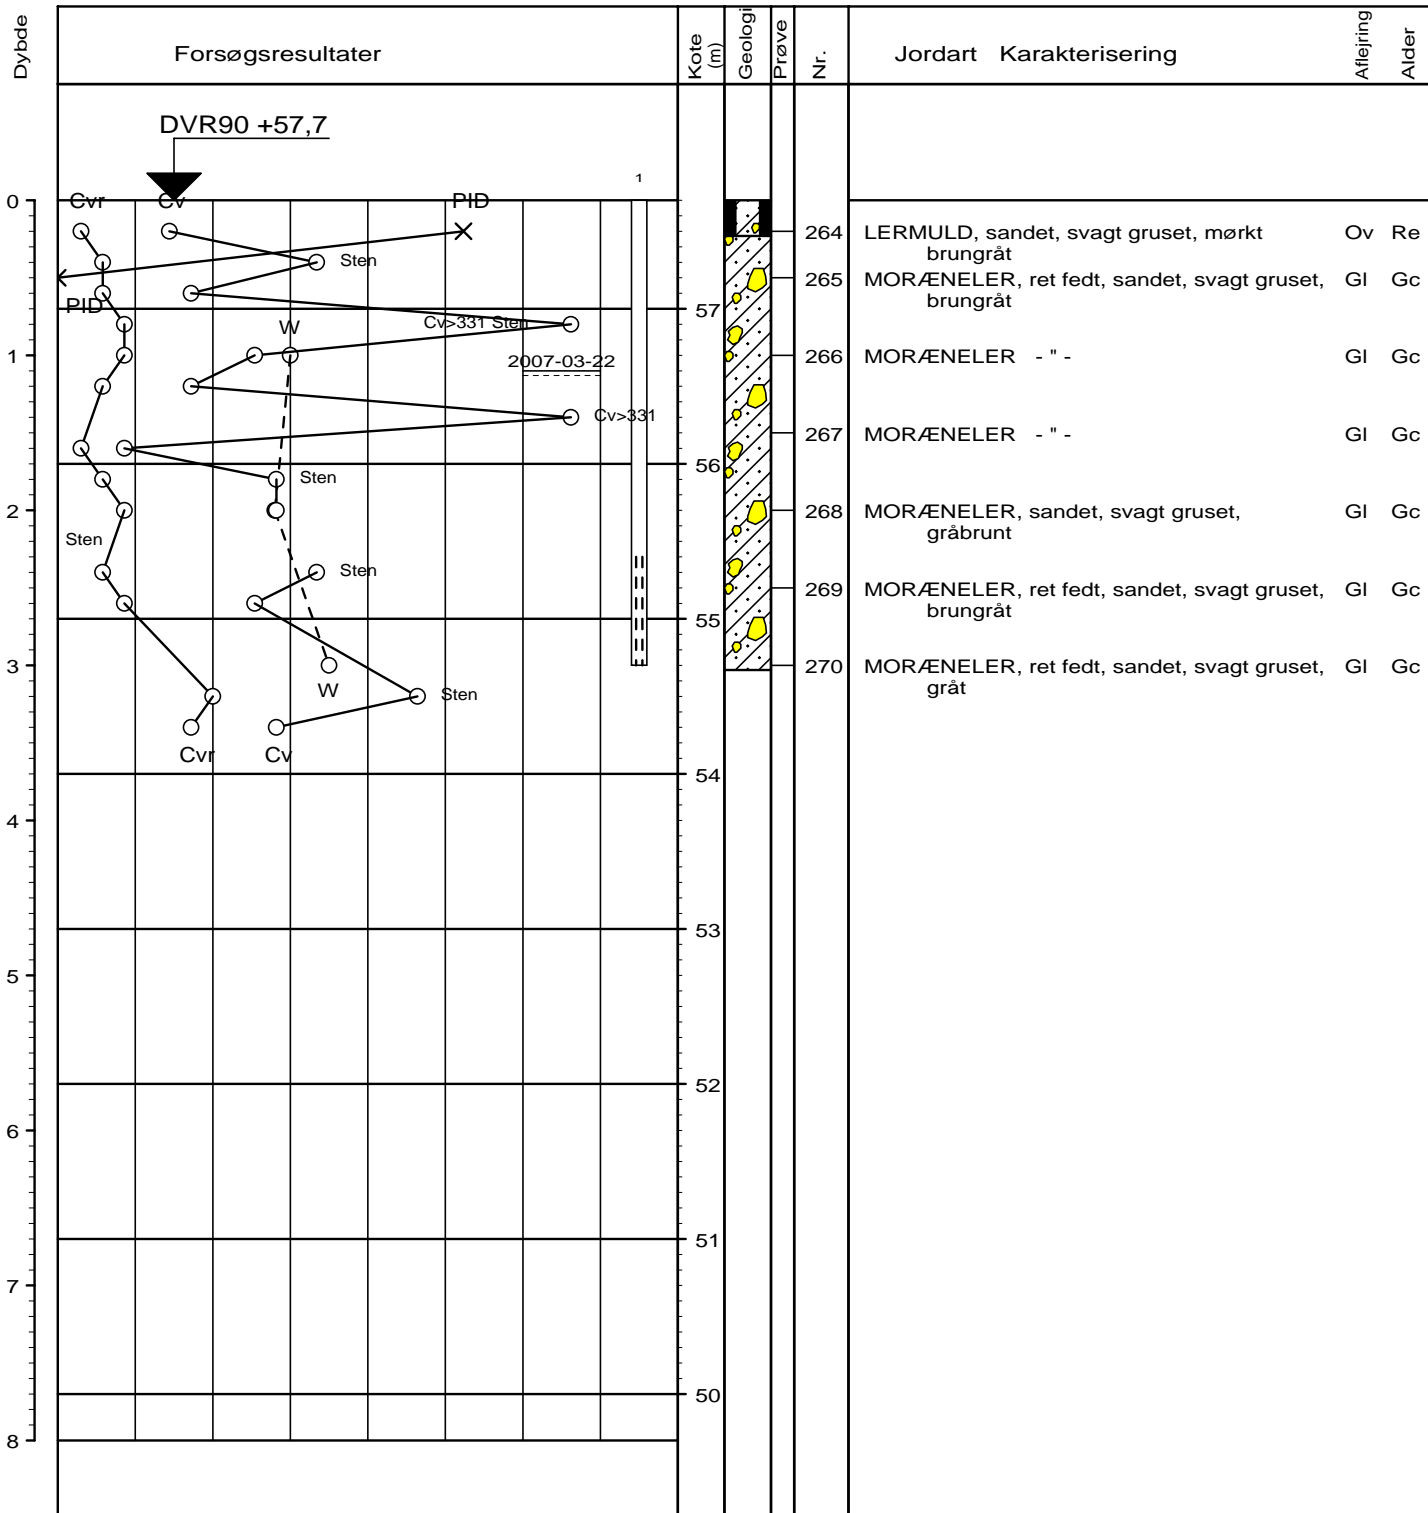 Dybde
Forsøgsresultater
Kote (m)
Geologi
Prøve
Nr.
Jordart Karakterisering
Aflejring
Alder
DVR90 +57,7
1
0
Cvr
Cv
PID
264 LERMULD, sandet, svagt gruset, mørkt Ov Re
brungråt
Sten
265 MORÆNELER, ret fedt, sandet, svagt gruset, Gl Gc
brungråt
PID
57
Cv>331 Sten
W
1
2007-03-22
266 MORÆNELER - " - Gl Gc
Cv>331
267 MORÆNELER - " - Gl Gc
56
Sten
2
268 MORÆNELER, sandet, svagt gruset, Gl Gc
gråbrunt
Sten
Sten
269 MORÆNELER, ret fedt, sandet, svagt gruset, Gl Gc
brungråt
55
3
270 MORÆNELER, ret fedt, sandet, svagt gruset, Gl Gc
gråt
W
Sten
Cvr
Cv
54
4
53
5
52
6
51
7
50
8